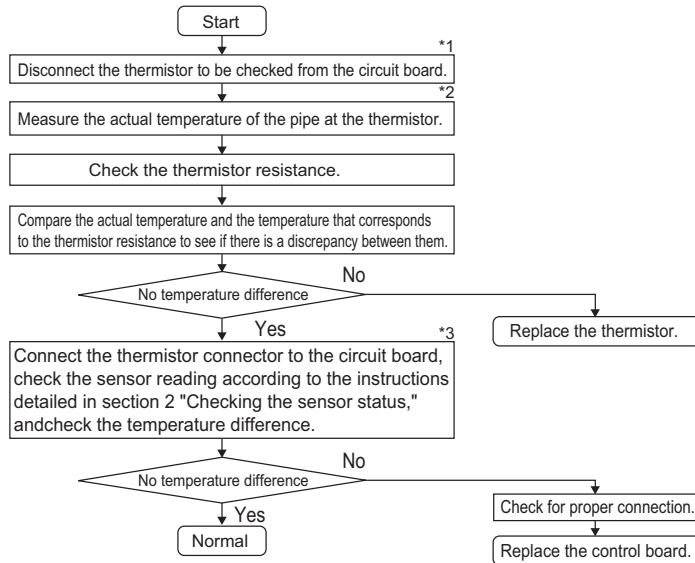 Start
*1
Disconnect the thermistor to be checked from the circuit board.
*2
Measure the actual temperature of the pipe at the thermistor.
Check the thermistor resistance.
Compare the actual temperature and the temperature that corresponds
to the thermistor resistance to see if there is a discrepancy between them.
No temperature difference
No
Replace the thermistor.
Yes
*3
Connect the thermistor connector to the circuit board,
check the sensor reading according to the instructions
detailed in section 2 "Checking the sensor status,"
andcheck the temperature difference.
No temperature difference
No
Check for proper connection.
Replace the control board.
Yes
Normal